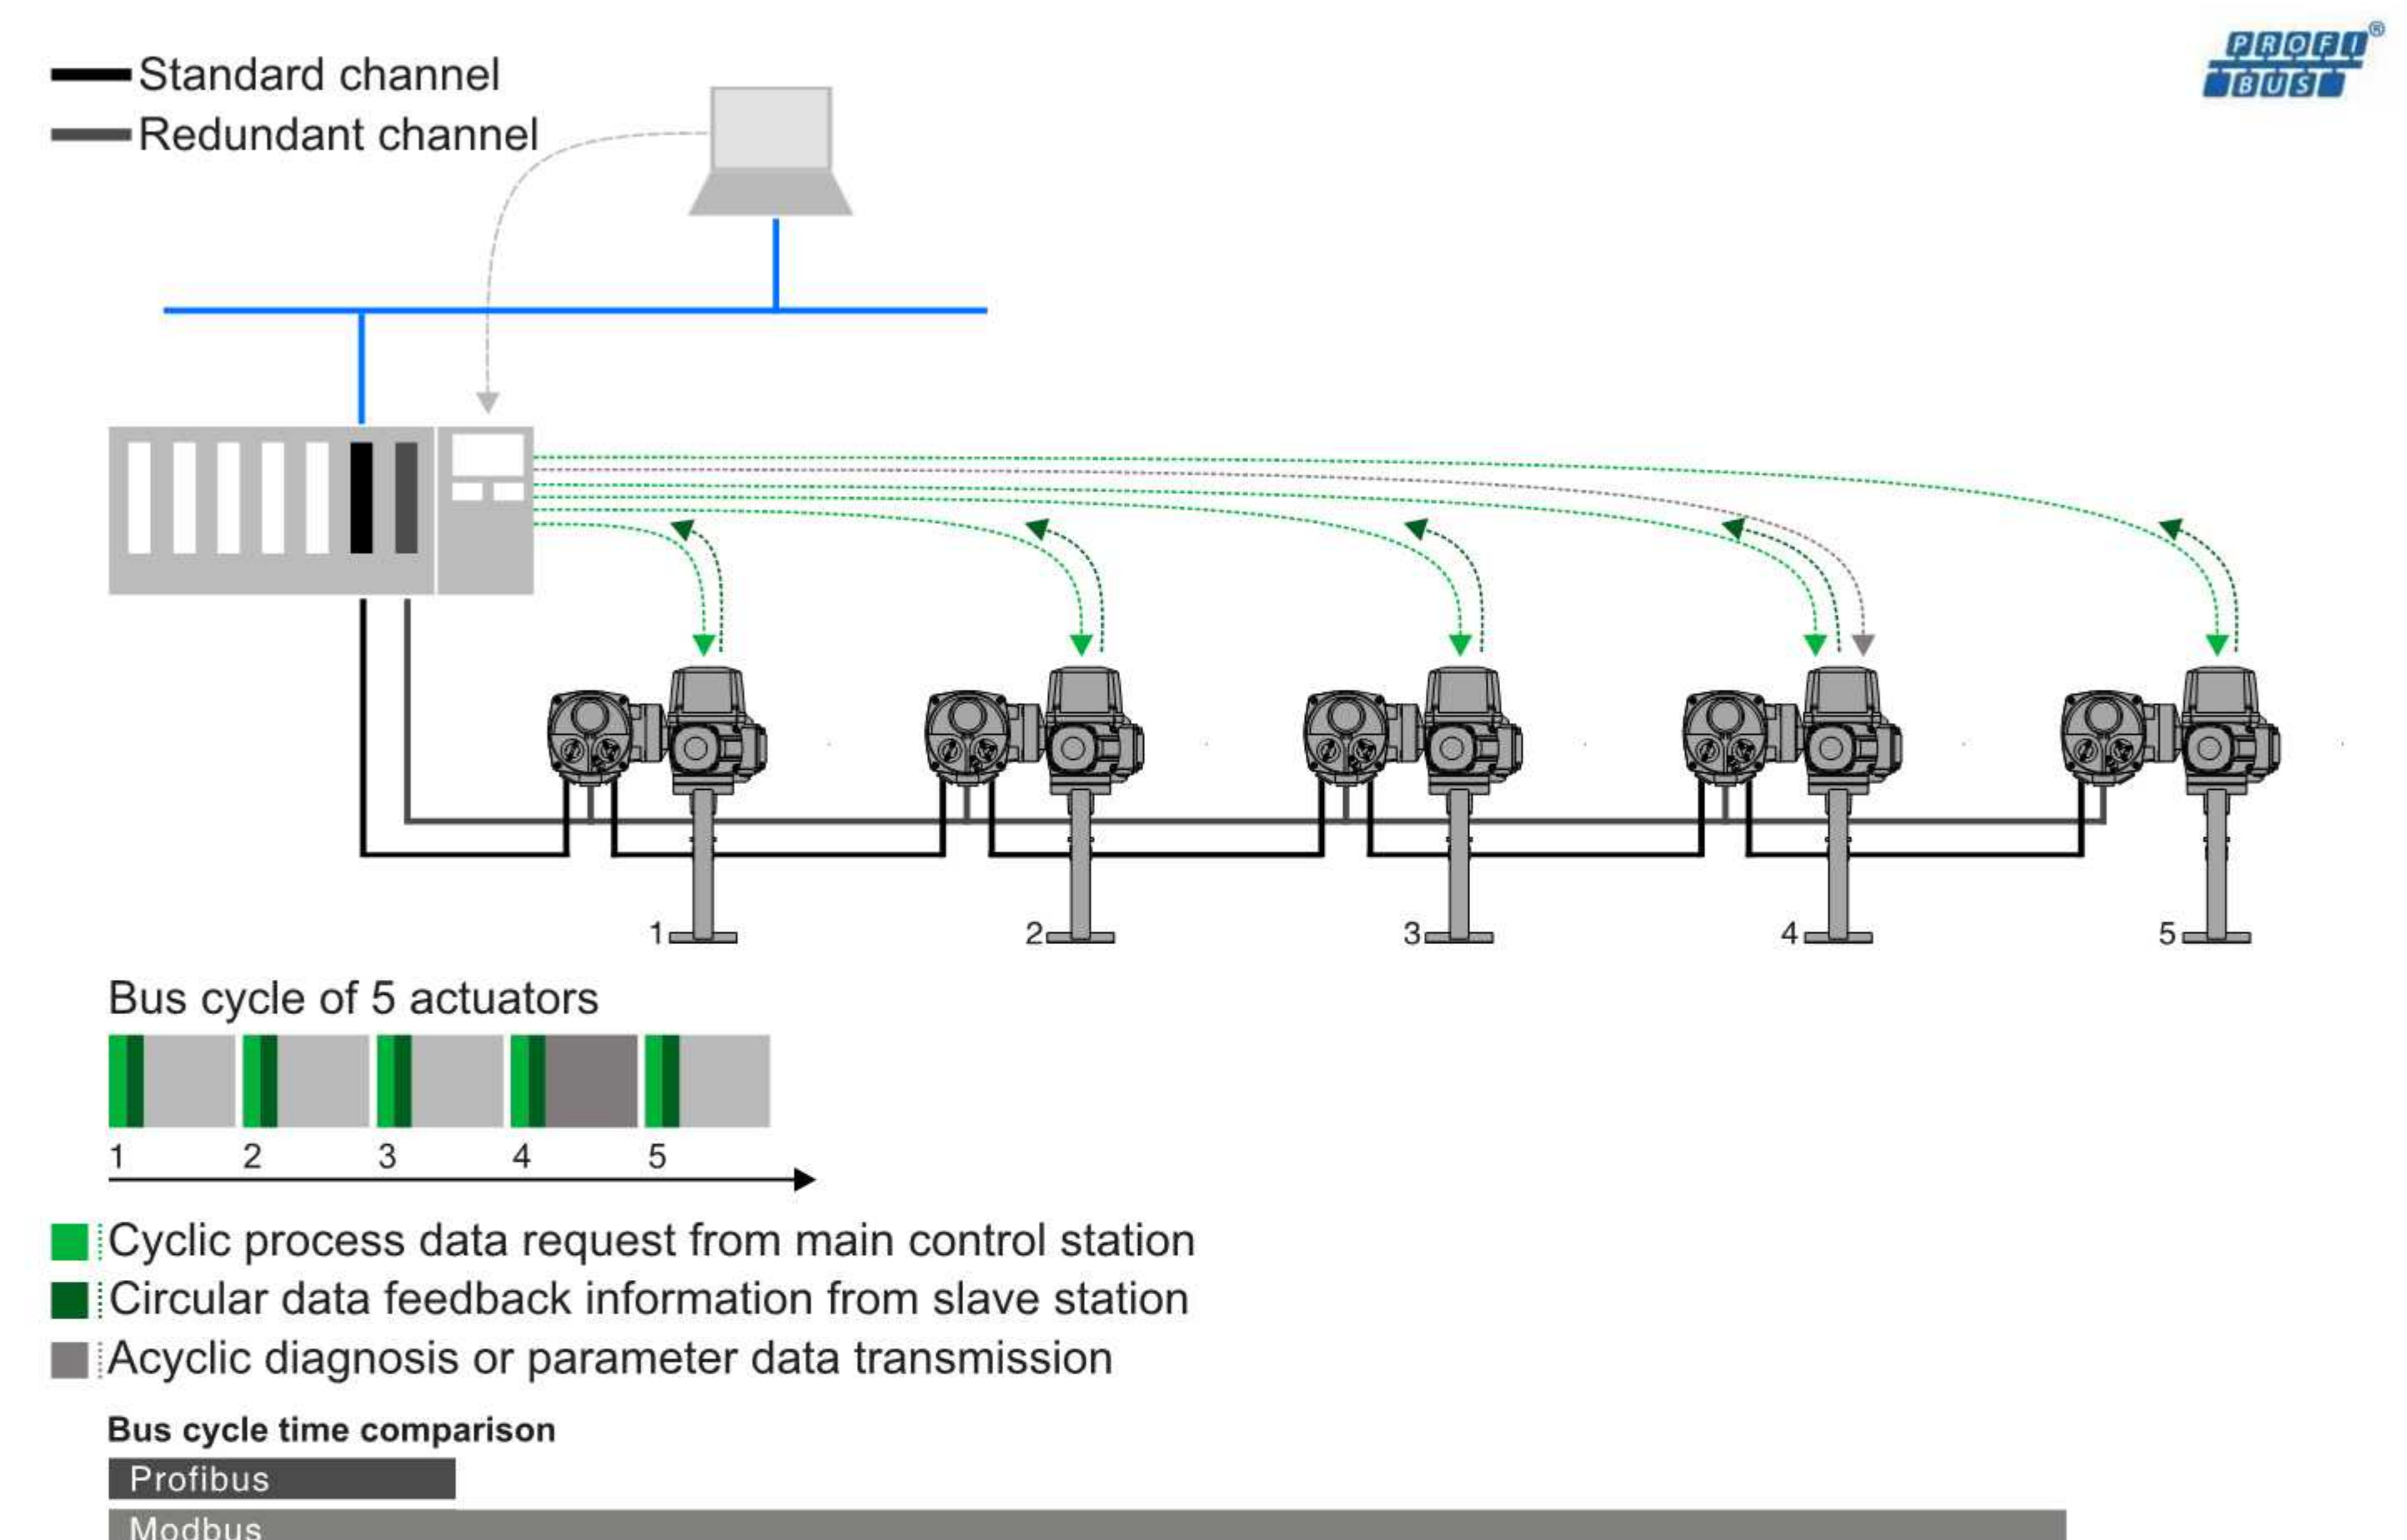 Standard channel
Redundant channel
PROFI®
BUS
1
2
3
4
5
Bus cycle of 5 actuators
1 2 3 4 5
Cyclic process data request from main control station
Circular data feedback information from slave station
Acyclic diagnosis or parameter data transmission
Bus cycle time comparison
Profibus
Modbus